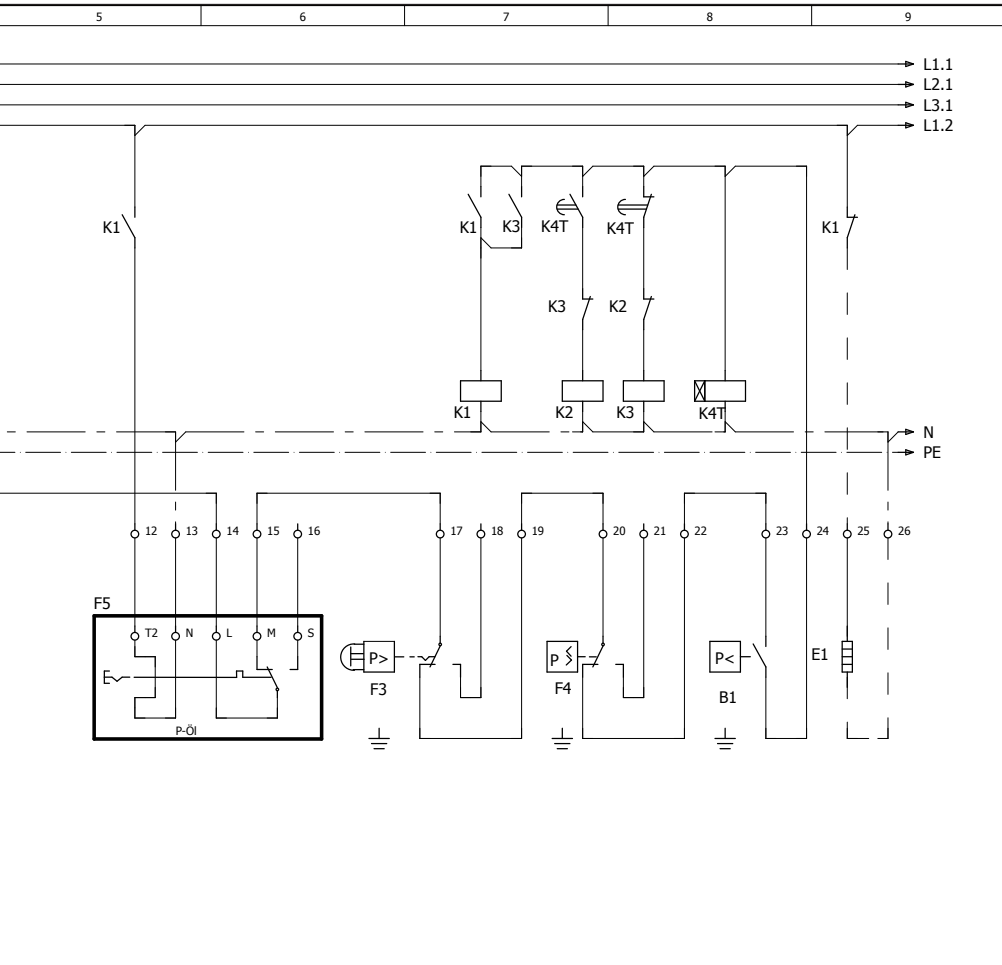 5 6 7 8 9
L1.1
L2.1
L3.1
L1.2
K1 K1 K3 K4T K4T K1
K3 K2
K1 K2 K3 K4T
N
PE
12 13 14 15 16 17 18 19 20 21 22 23 24 25 26
F5
T2 N L M S
P> P P< E1
F3 F4 B1
P-Öl